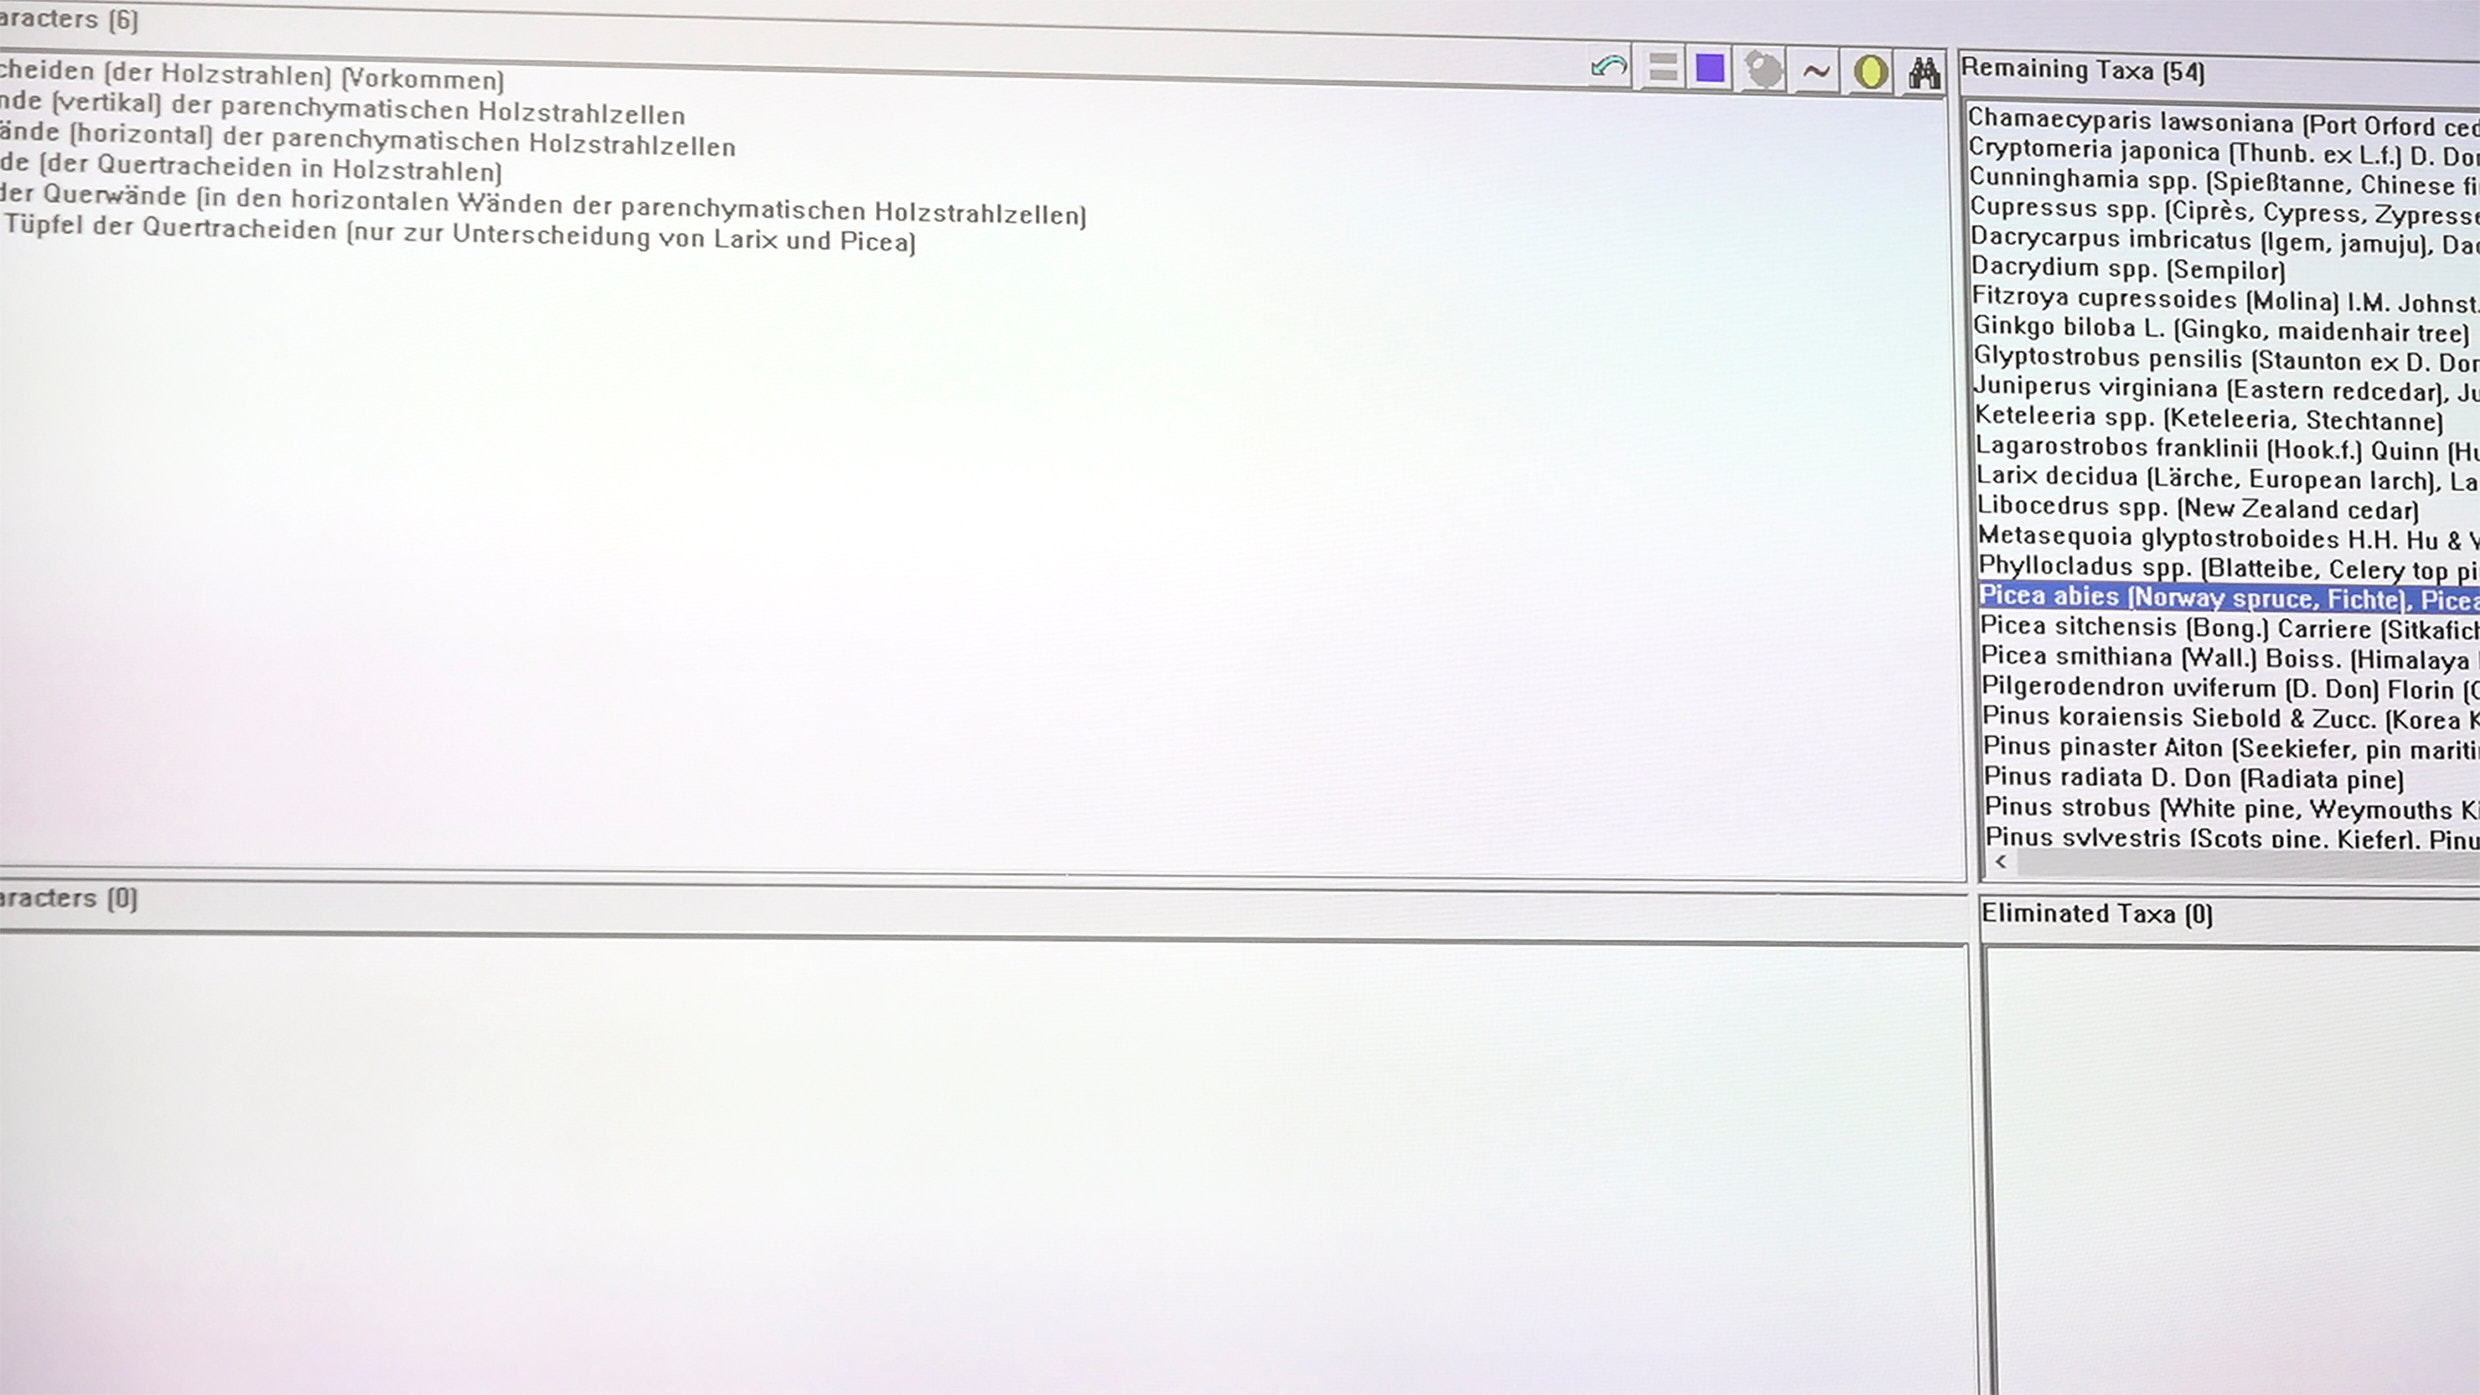 aracters (6)
cheiden (der Holzstrahlen) (Vorkommen)
nde (vertikal) der parenchymatischen Holzstrahlzellen
ände (horizontal) der parenchymatischen Holzstrahlzellen
de (der Quertracheiden in Holzstrahlen)
der Querwände (in den horizontalen Wänden der parenchymatischen Holzstrahlzellen)
Tüpfel der Quertracheiden (nur zur Unterscheidung von Larix und Picea)
Remaining Taxa (54)
Chamaecyparis lawsoniana (Port Orford ced
Cryptomeria japonica (Thunb. ex L.f.) D. Don
Cunninghamia spp. (Spießtanne, Chinese fi
Cupressus spp. (Ciprès, Cypress, Zypresse
Dacrycarpus imbricatus (Igem, jamuju), Dac
Dacrydium spp. (Sempilor)
Fitzroya cupressoides (Molina) I.M. Johnst.
Ginkgo biloba L. (Gingko, maidenhair tree)
Glyptostrobus pensilis (Staunton ex D. Don
Juniperus virginiana (Eastern redcedar), Ju
Keteleeria spp. (Keteleeria, Stechtanne)
Lagarostrobos franklinii (Hook.f.) Quinn (Hu
Larix decidua (Lärche, European larch), La
Libocedrus spp. (New Zealand cedar)
Metasequoia glyptostroboides H.H. Hu &
Phyllocladus spp. (Blatteibe, Celery top pi
Picea abies (Norway spruce, Fichte), Picea
Picea sitchensis (Bong.) Carriere (Sitkafich
Picea smithiana (Wall.) Boiss. (Himalaya
Pilgerodendron uviferum (D. Don) Florin (C
Pinus koraiensis Siebold & Zucc. (Korea K
Pinus pinaster Aiton (Seekiefer, pin mariti
Pinus radiata D. Don (Radiata pine)
Pinus strobus (White pine, Weymouths Ki
Pinus sylvestris (Scots pine, Kiefer), Pinu
aracters (0)
Eliminated Taxa (0)